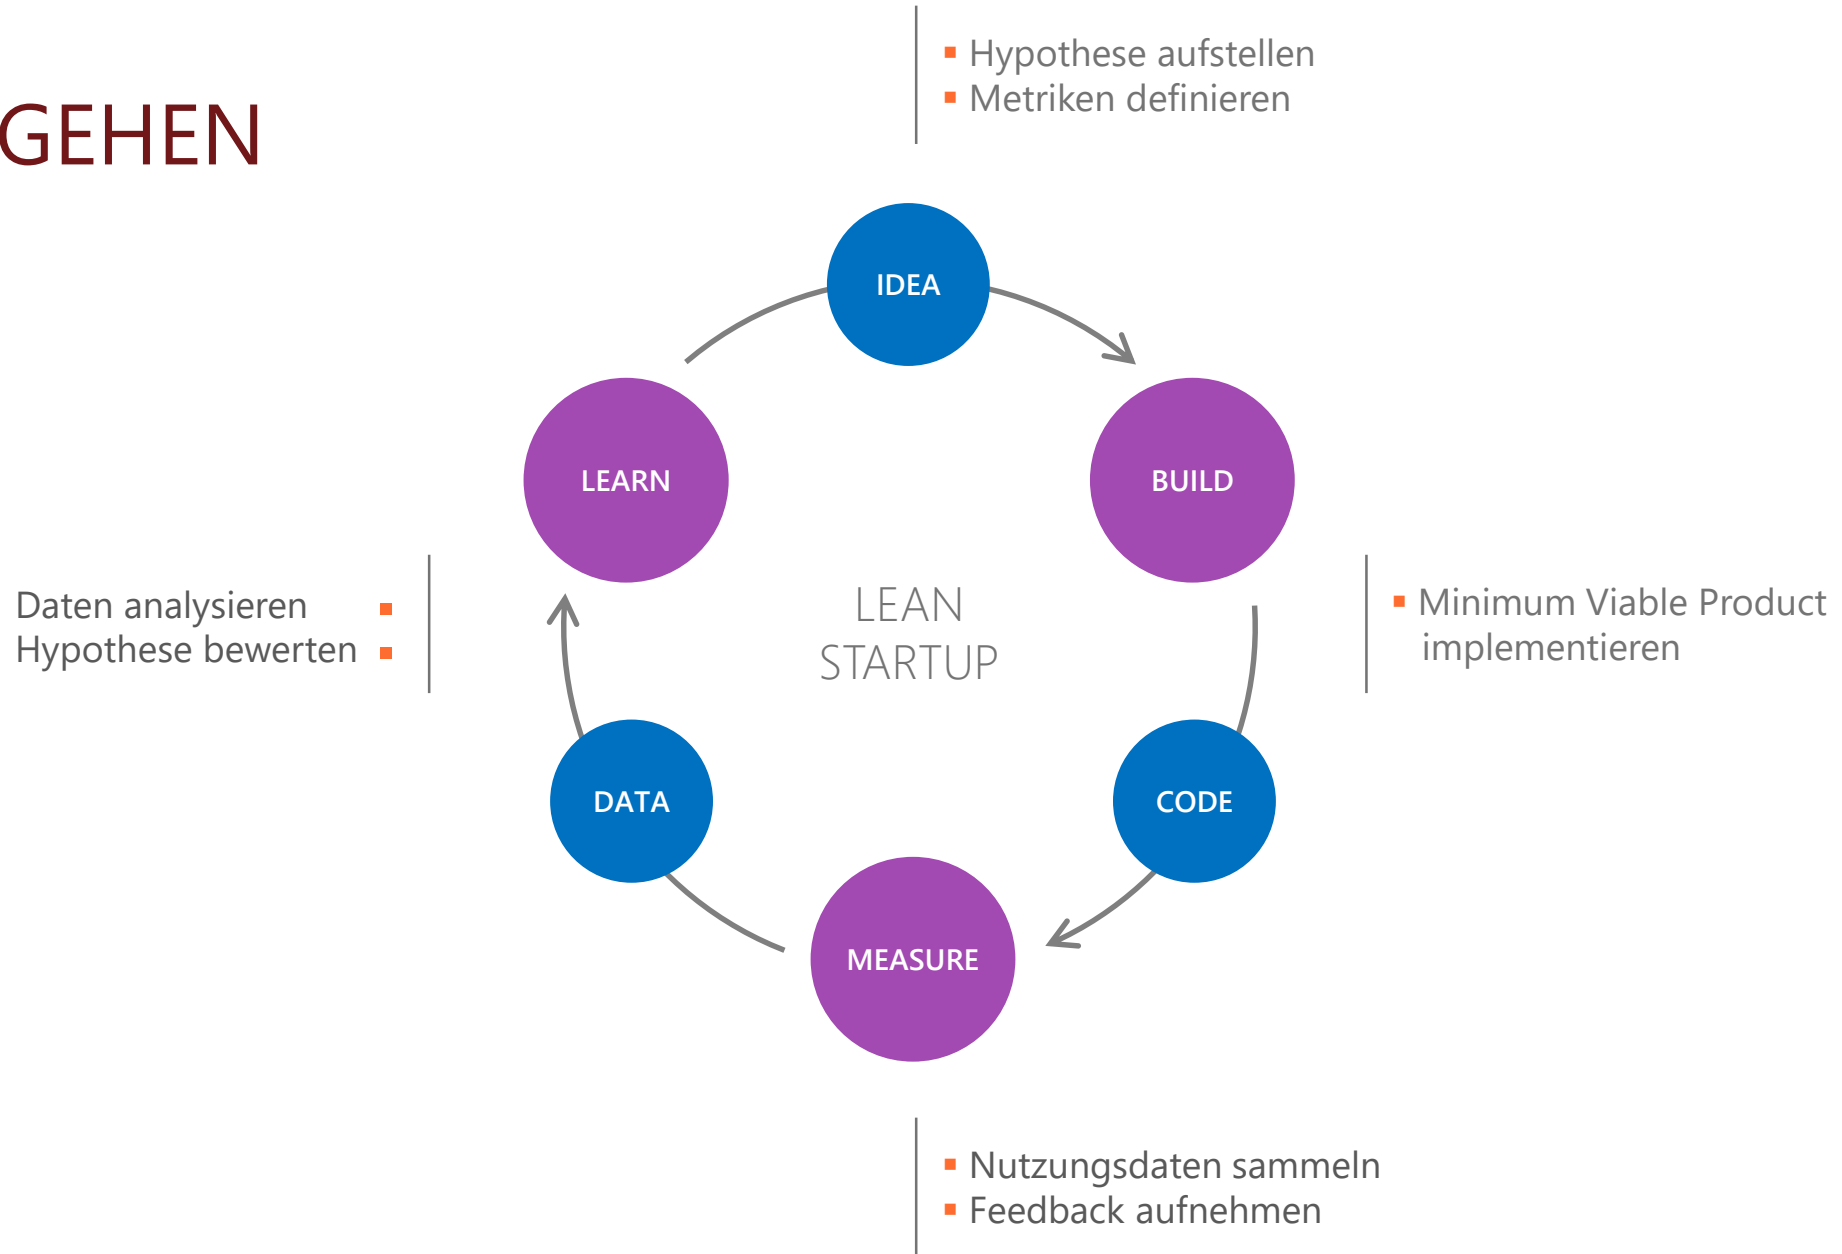 GEHEN
▪ Hypothese aufstellen
▪ Metriken definieren
IDEA
LEARN
BUILD
LEAN
STARTUP
Daten analysieren ▪
Hypothese bewerten ▪
▪ Minimum Viable Product
implementieren
DATA
CODE
MEASURE
▪ Nutzungsdaten sammeln
▪ Feedback aufnehmen